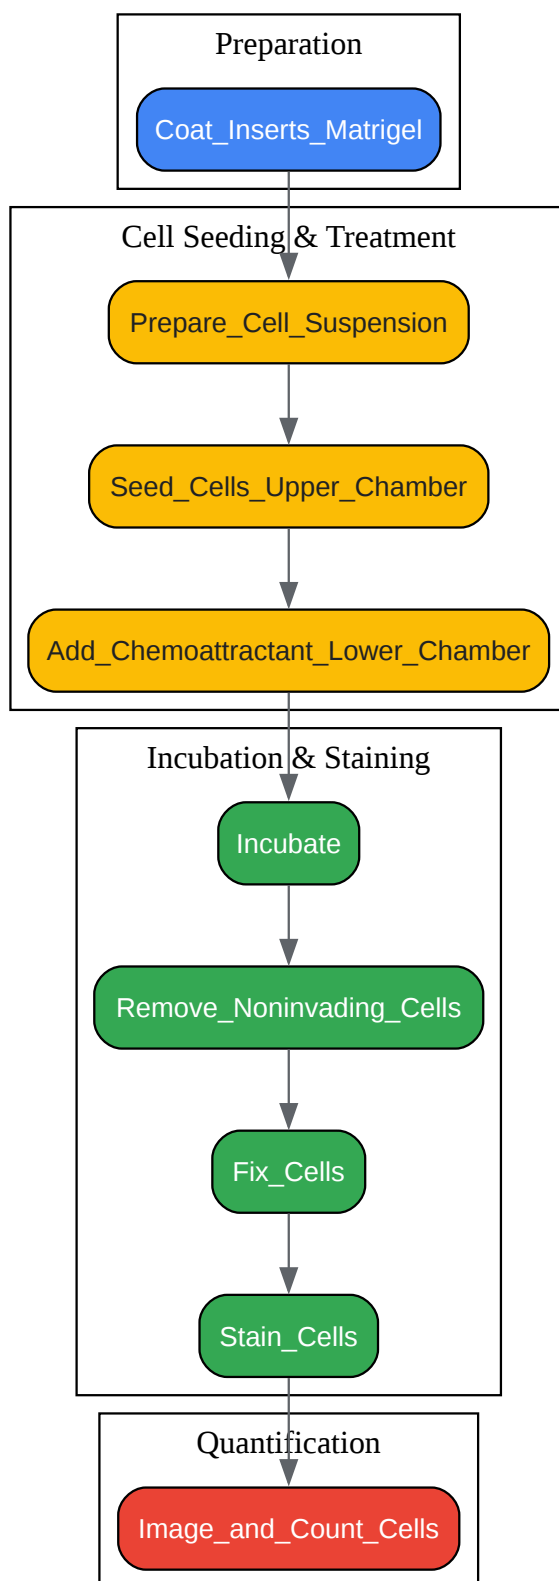 Preparation
Coat_Inserts_Matrigel
Cell Seeding & Treatment
Prepare_Cell_Suspension
Seed_Cells_Upper_Chamber
Add_Chemoattractant_Lower_Chamber
Incubation & Staining
Incubate
Remove_Noninvading_Cells
Fix_Cells
Stain_Cells
Quantification
Image_and_Count_Cells